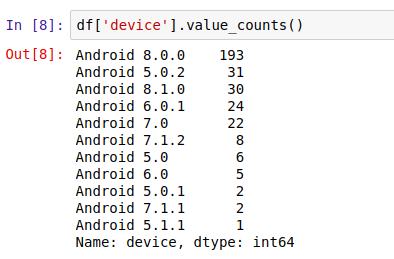 In [8]: df['device'].value_counts()
Out[8]: Android 8.0.0    193
Android 5.0.2     31
Android 8.1.0     30
Android 6.0.1     24
Android 7.0       22
Android 7.1.2      8
Android 5.0        6
Android 6.0        5
Android 5.0.1      2
Android 7.1.1      2
Android 5.1.1      1
Name: device, dtype: int64